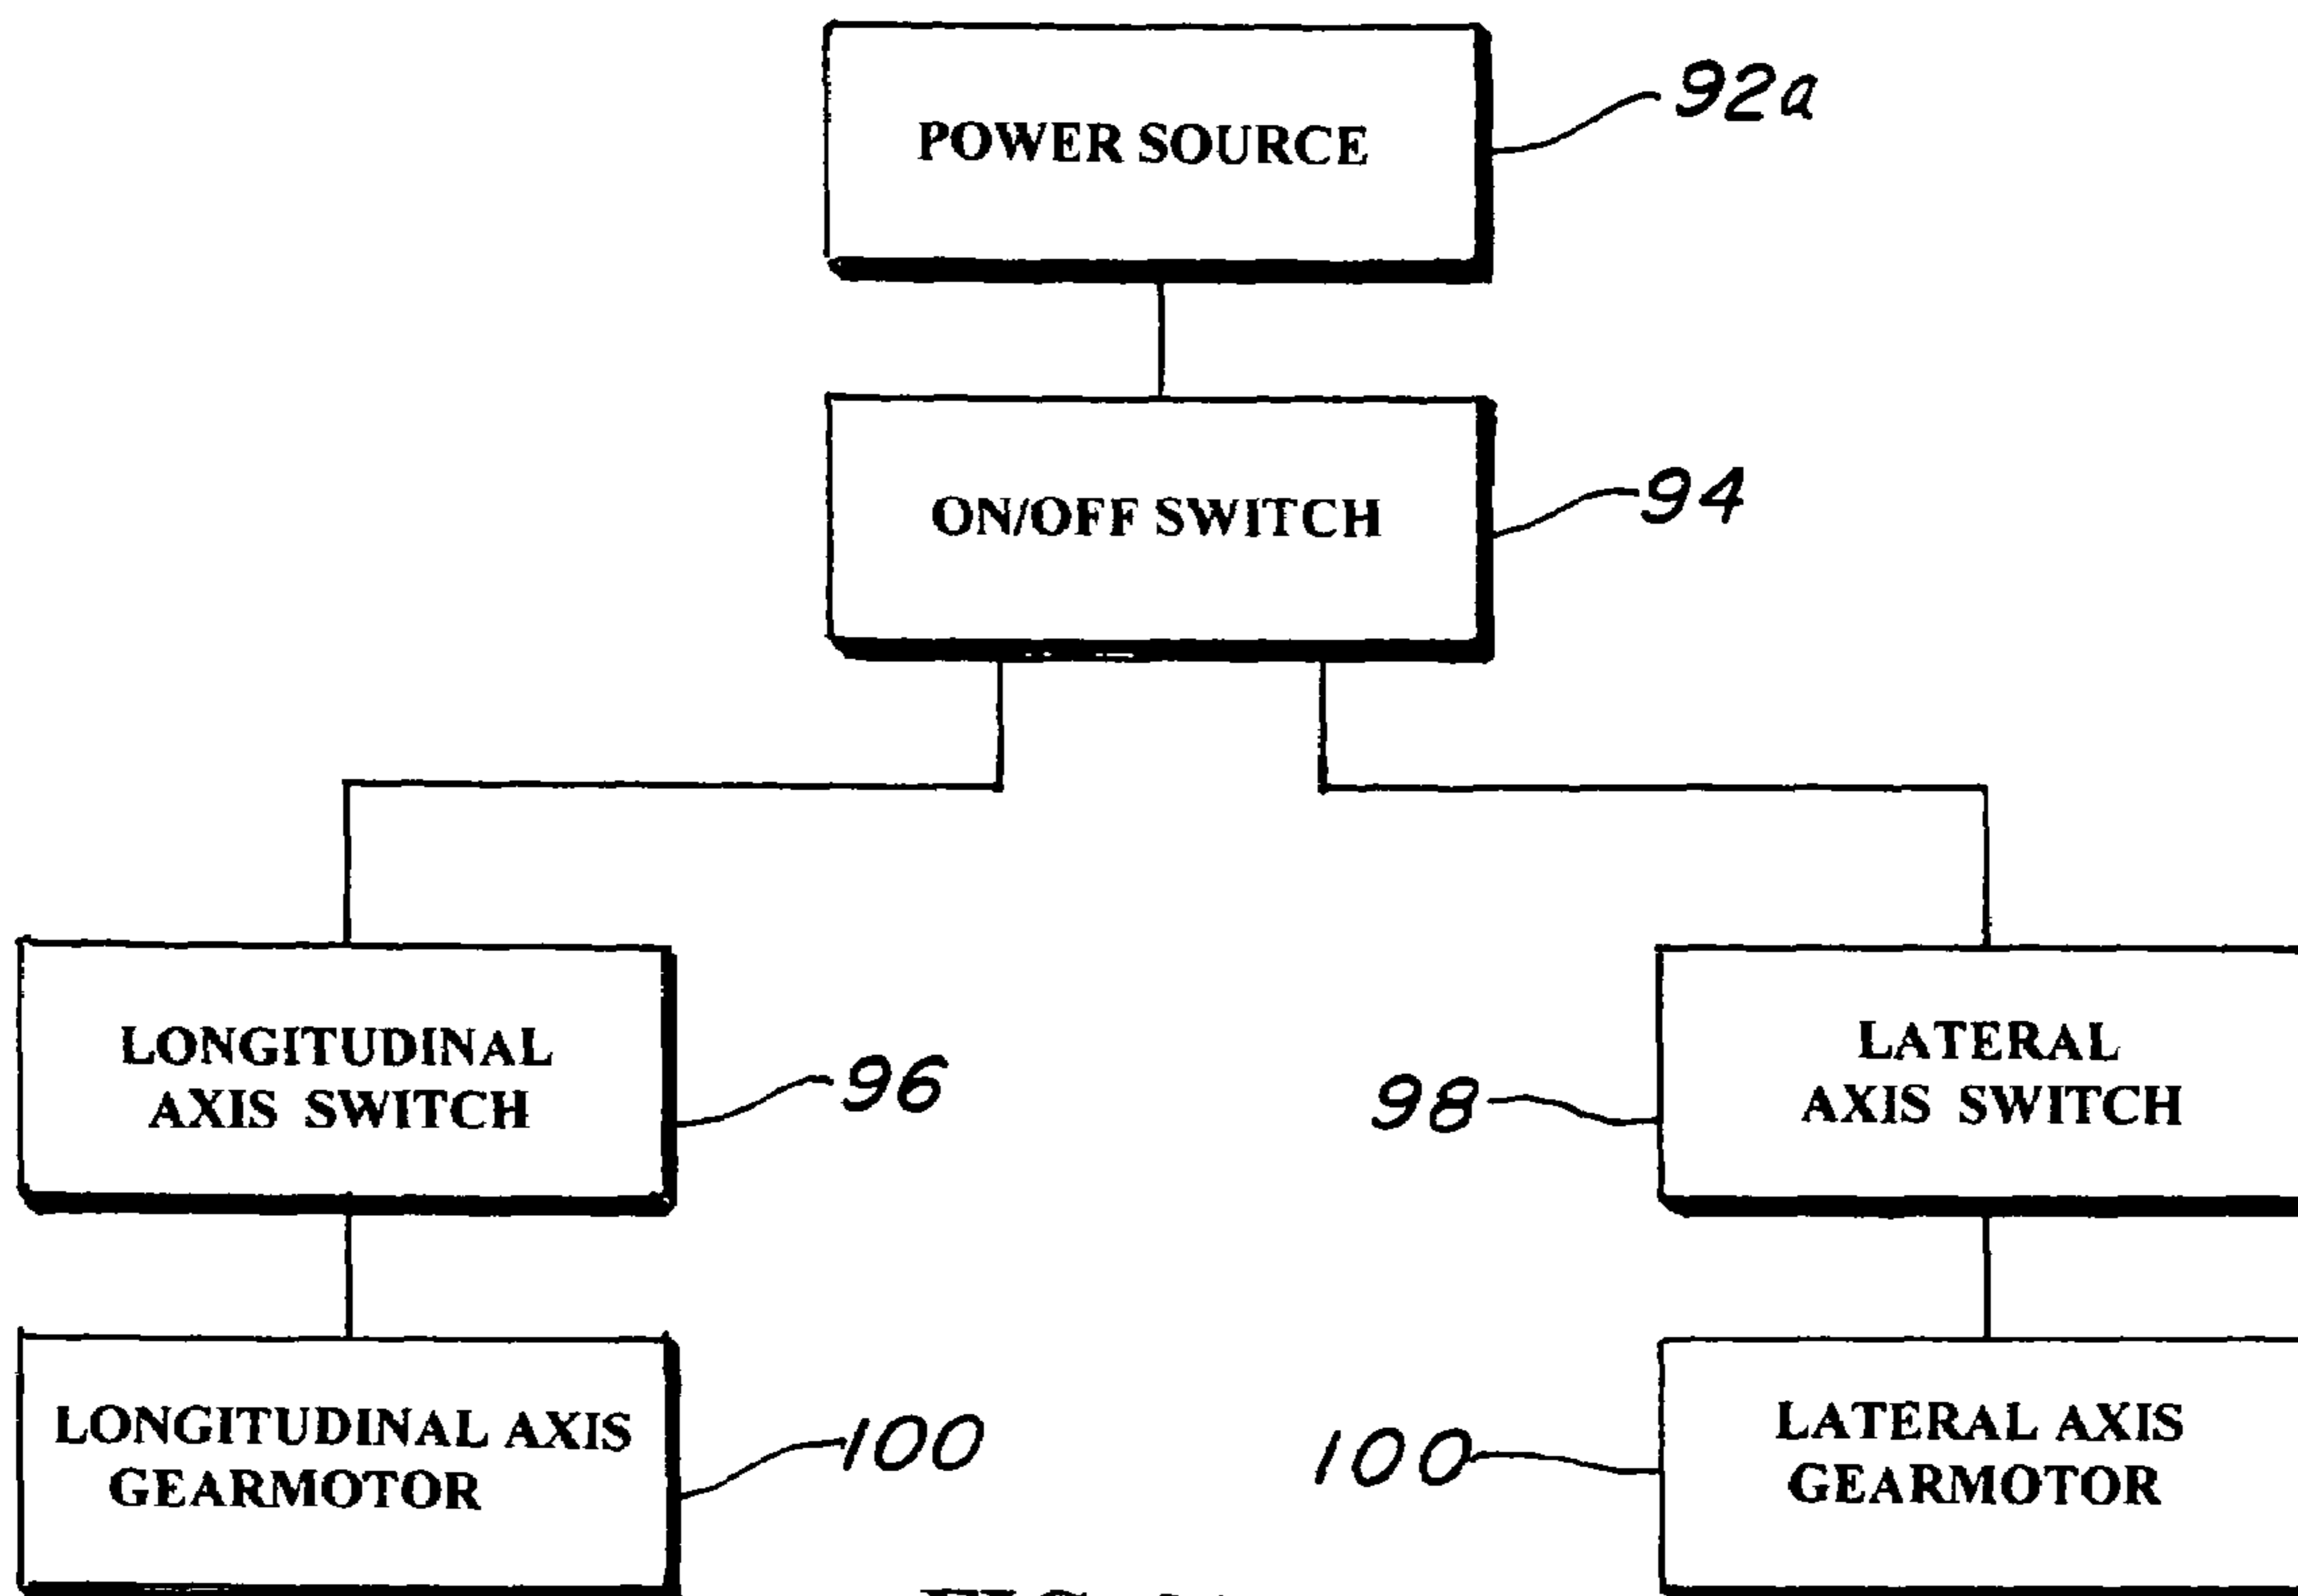 POWER SOURCE
92a
ON/OFF SWITCH
94
LONGITUDINAL
AXIS SWITCH
96
98
LATERAL
AXIS SWITCH
LONGITUDINAL AXIS
GEARMOTOR
100
100
LATERAL AXIS
GEARMOTOR